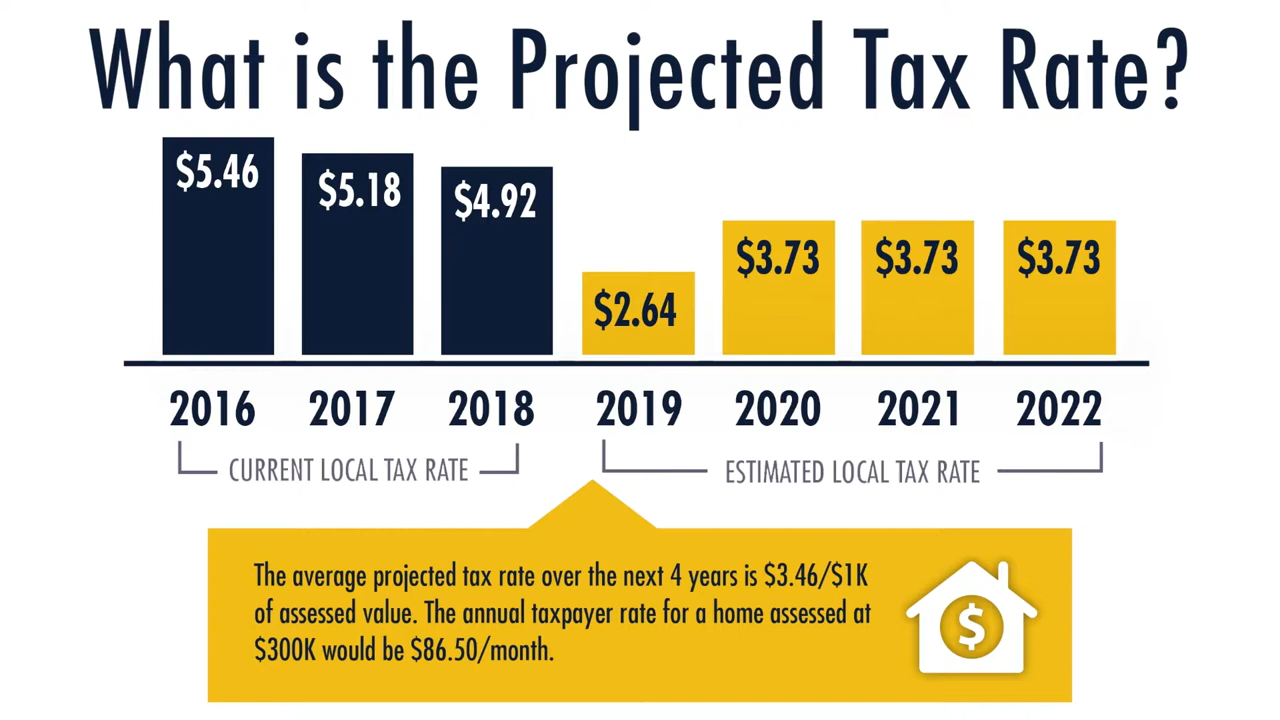 What is the Projected Tax Rate?
$5.46
$5.18
$4.92
$2.64
$3.73
$3.73
$3.73
2016
2017
2018
2019
2020
2021
2022
CURRENT LOCAL TAX RATE
ESTIMATED LOCAL TAX RATE
The average projected tax rate over the next 4 years is $3.46/$1K
of assessed value. The annual taxpayer rate for a home assessed at
$300K would be $86.50/month.
$